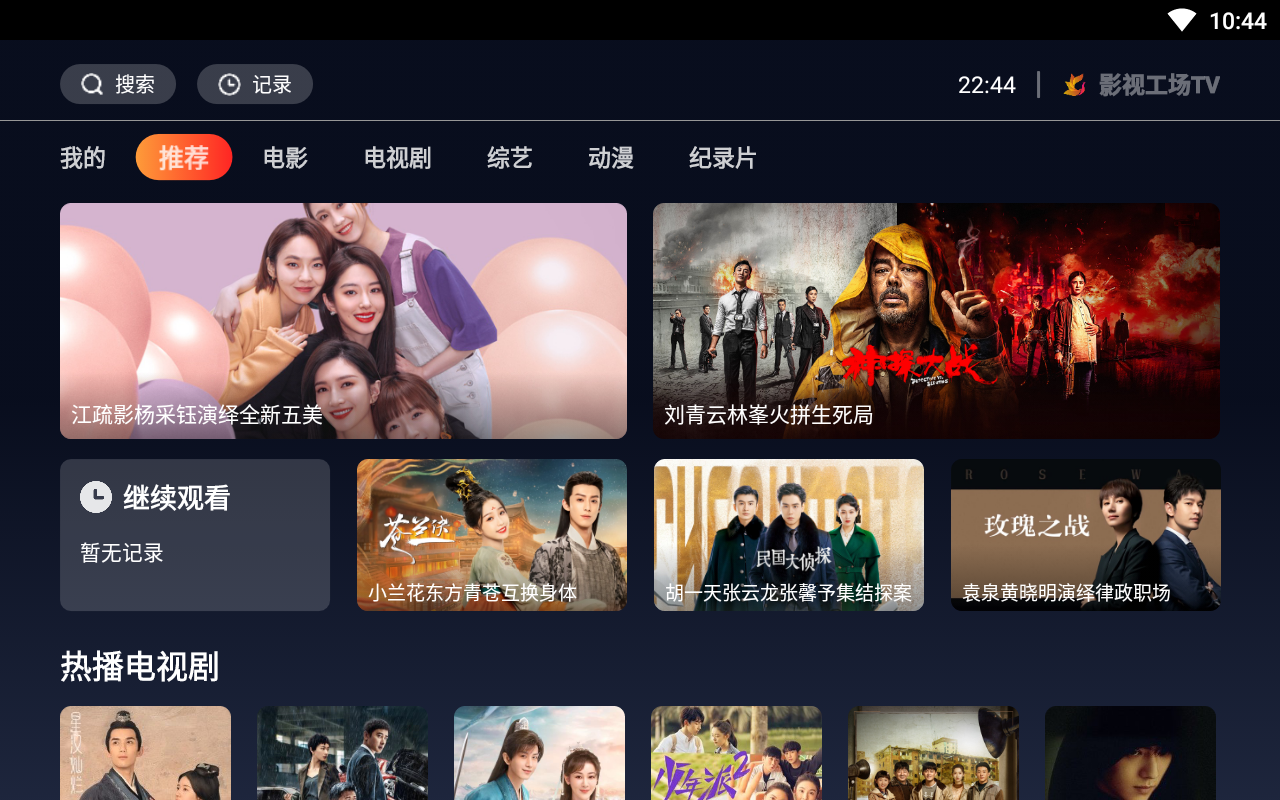 10:44
搜索
记录
22:44
影视工场TV
我的
推荐
电影
电视剧
综艺
动漫
纪录片
江疏影杨采钰演绎全新五美
神探大战
刘青云林峯火拼生死局
继续观看
暂无记录
苍兰诀
小兰花东方青苍互换身体
民国大侦探
胡一天张云龙张馨予集结探案
ROSE WA
玫瑰之战
袁泉黄晓明演绎律政职场
热播电视剧
星汉灿烂
少年派2